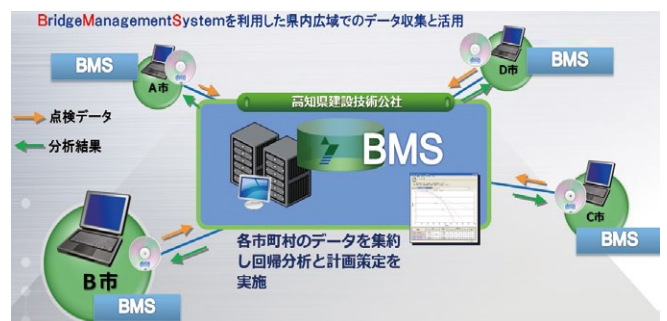 BridgeManagementSystemを利用した県内広域でのデータ収集と活用
BMS
A市
D市
BMS
高知県建設技術公社
点検データ
分析結果
BMS
B市
BMS
C市
BMS
各市町村のデータを集約
し回帰分析と計画策定を
実施